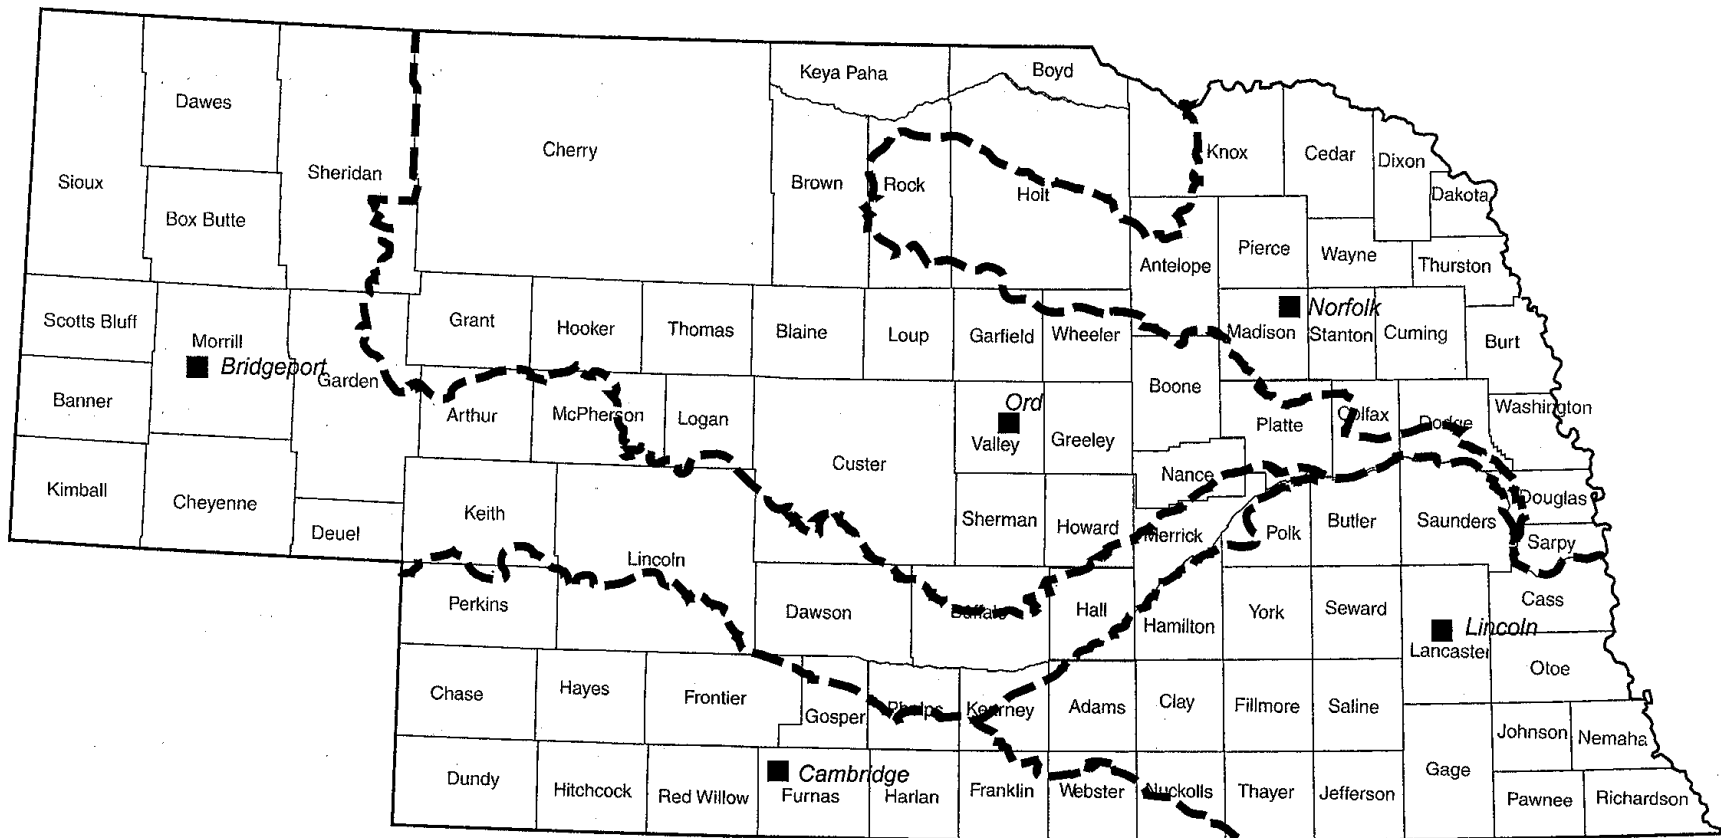 Keya Paha
Boyd
Dawes
Cherry
Knox
Cedar
Dixon
Sioux
Sheridan
Brown
Rock
Holt
Dakota
Box Butte
Pierce
Wayne
Antelope
Thurston
Scotts Bluff
Grant
Hooker
Thomas
Blaine
Loup
Garfield
Wheeler
Norfolk
Madison
Stanton
Cuming
Burt
Morrill
Bridgeport
Garden
Banner
Arthur
McPherson
Logan
Ord
Valley
Greeley
Boone
Platte
Colfax
Dodge
Washington
Custer
Nance
Kimball
Cheyenne
Keith
Sherman
Howard
Merrick
Polk
Butler
Saunders
Douglas
Deuel
Lincoln
Sarpy
Perkins
Dawson
Buffalo
Hall
Hamilton
York
Seward
Cass
Lincoln
Lancaster
Otoe
Chase
Hayes
Frontier
Gosper
Phelps
Kearney
Adams
Clay
Fillmore
Saline
Johnson
Nemaha
Dundy
Hitchcock
Red Willow
Cambridge
Furnas
Harlan
Franklin
Webster
Nuckolls
Thayer
Jefferson
Gage
Pawnee
Richardson